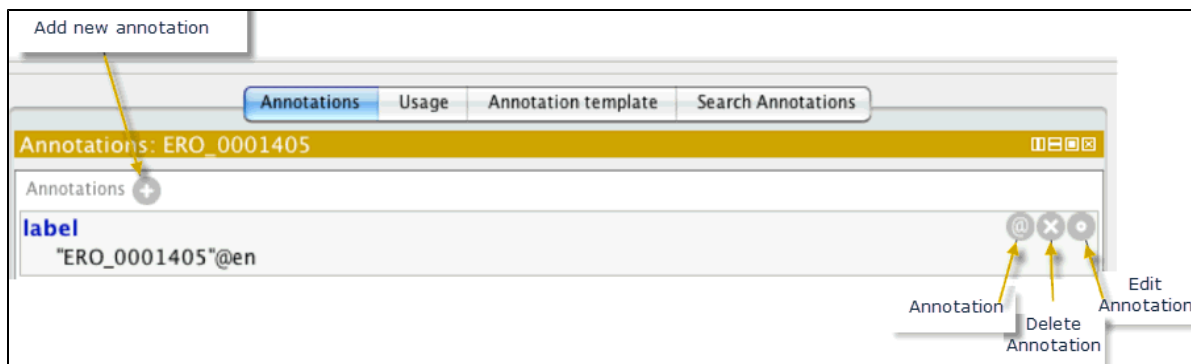 Add new annotation
Annotations Usage Annotation template Search Annotations
Annotations: ERO_0001405
Annotations
label
"ERO_0001405"@en
@
Annotation
Delete
Annotation
Edit
Annotation